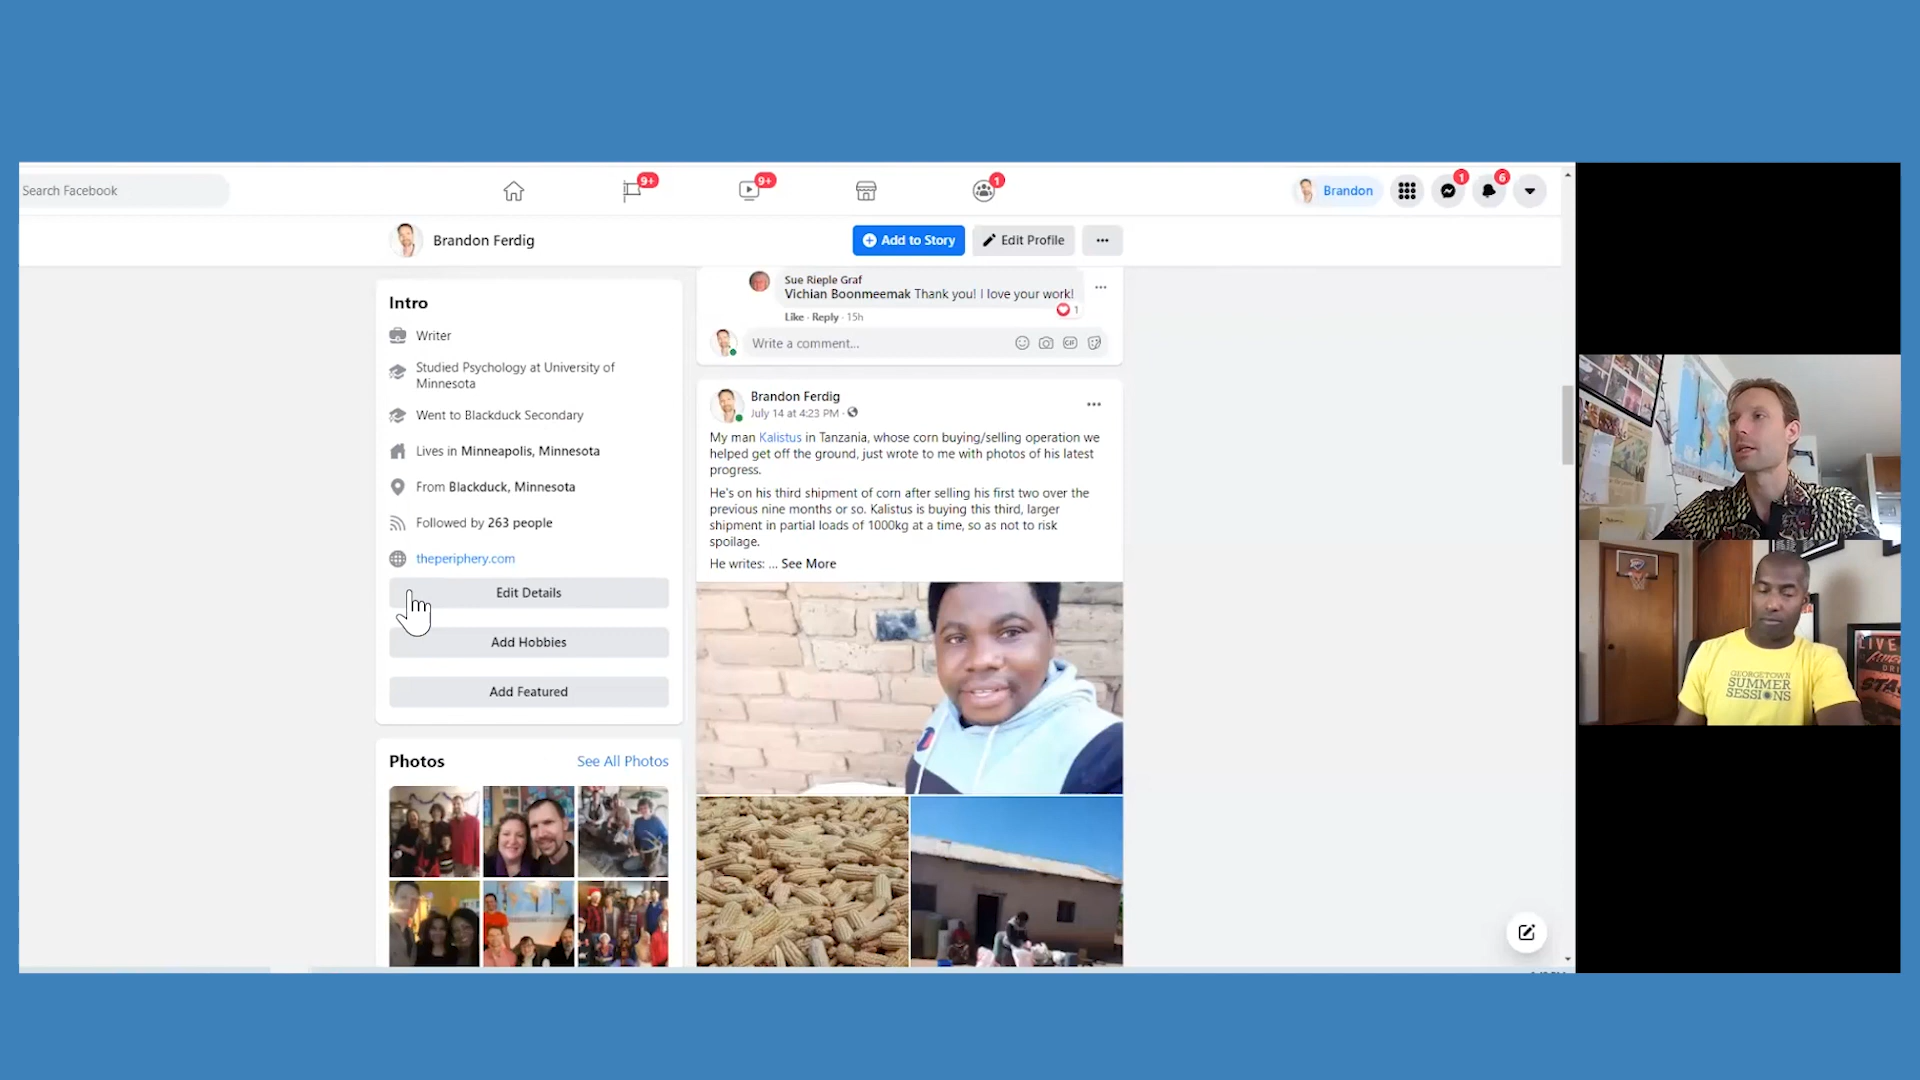 Search Facebook
9+
9+
1
Brandon
1
6
Brandon Ferdig
Add to Story
Edit Profile
Intro
Writer
Studied Psychology at University of
Minnesota
Went to Blackduck Secondary
Lives in Minneapolis, Minnesota
From Blackduck, Minnesota
Followed by 263 people
theperiphery.com
Edit Details
Add Hobbies
Add Featured
Photos
See All Photos
Sue Rieple Graf
Vichian Boonmeemak Thank you! I love your work!
1
Like · Reply · 15h
Write a comment...
GIF
Brandon Ferdig
July 14 at 4:23 PM ·
My man Kalistus in Tanzania, whose corn buying/selling operation we
helped get off the ground, just wrote to me with photos of his latest
progress.
He's on his third shipment of corn after selling his first two over the
previous nine months or so. Kalistus is buying this third, larger
shipment in partial loads of 1000kg at a time, so as not to risk
spoilage.
He writes: ... See More
GEORGETOWN
SUMMER
SESSIONS
LIVE